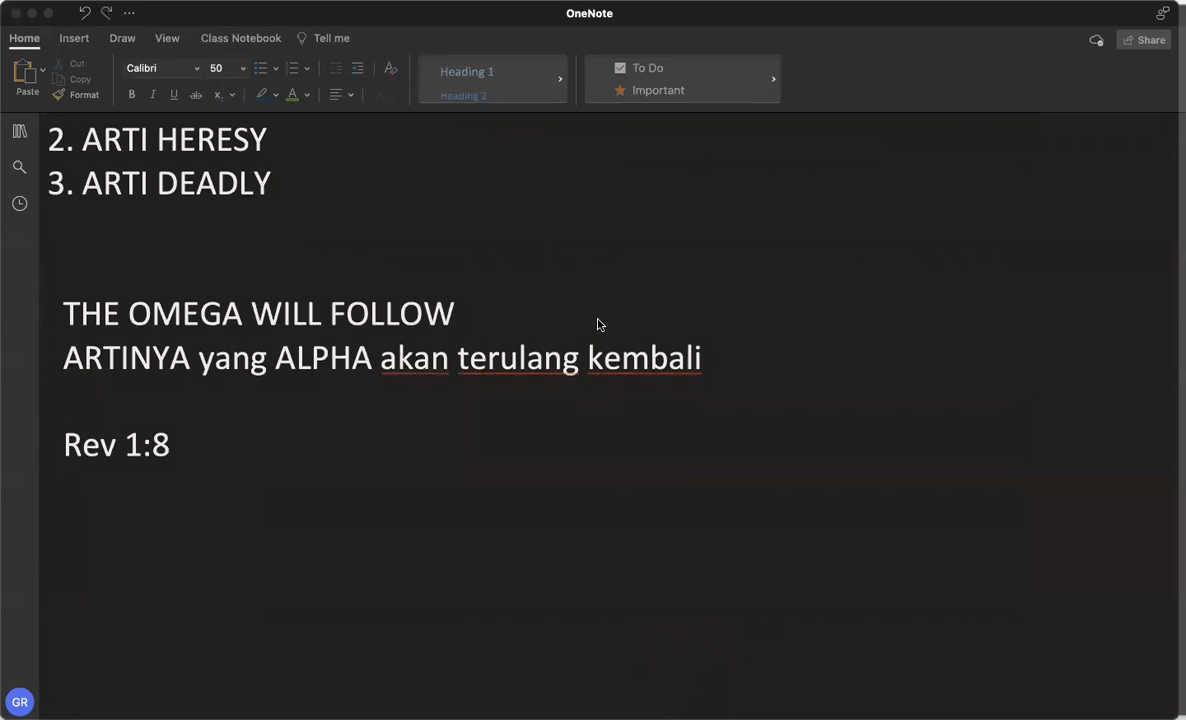 OneNote
Home Insert Draw View Class Notebook Tell me
Share
Paste
Cut
Copy
Format
Calibri 50
B I U ab x
A
Heading 1
Heading 2
To Do
Important
2. ARTI HERESY
3. ARTI DEADLY
THE OMEGA WILL FOLLOW
ARTINYA yang ALPHA akan terulang kembali
Rev 1:8
GR